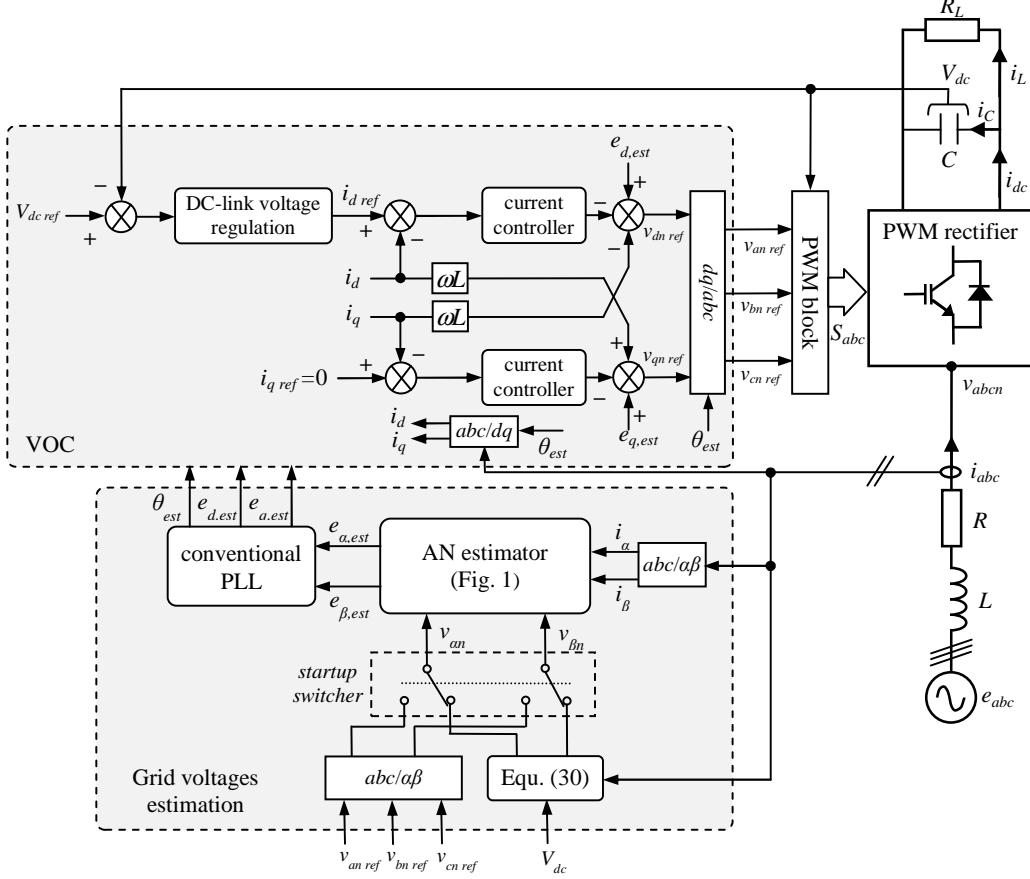 R_L
V_dc
i_L
i_C
C
i_dc
e_d,est
−
+
−
V_dc ref
+
DC-link voltage
regulation
i_d ref
+
−
current
controller
−
−
v_dn ref
dq/abc
v_an ref
PWM block
PWM rectifier
i_d
ωL
i_q
ωL
v_bn ref
S_abc
−
+
i_q ref=0
+
current
controller
−
v_qn ref
v_cn ref
v_abcn
+
e_q,est
θ_est
i_d
i_q
abc/dq
θ_est
VOC
i_abc
θ_est
e_d.est
e_a.est
R
conventional
PLL
e_α,est
e_β,est
AN estimator
(Fig. 1)
i_α
i_β
abc/αβ
L
v_αn
v_βn
startup
switcher
e_abc
Grid voltages
estimation
abc/αβ
Equ. (30)
v_an ref
v_bn ref
v_cn ref
V_dc